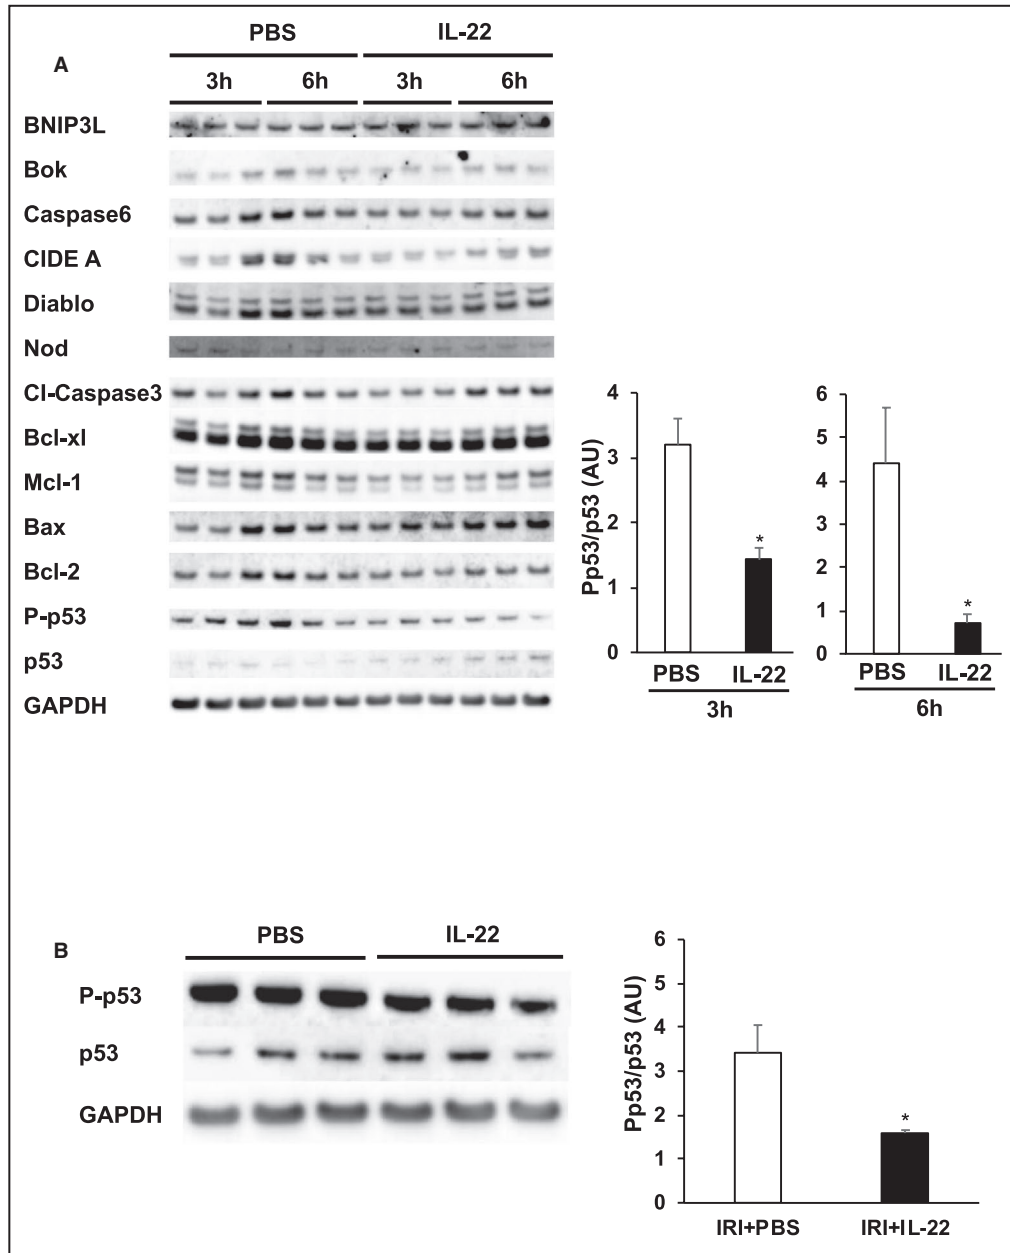 PBS IL-22
A
3h 6h 3h 6h
BNIP3L
Bok
Caspase6
CIDE A
Diablo
Nod
Cl-Caspase3
Bcl-xl
Mcl-1
Bax
Bcl-2
P-p53
p53
GAPDH
Pp53/p53 (AU)
4
3
2
1
0
*
PBS IL-22
3h
6
5
4
3
2
1
0
*
PBS IL-22
6h
B
PBS IL-22
P-p53
p53
GAPDH
Pp53/p53 (AU)
6
5
4
3
2
1
0
*
IRI+PBS IRI+IL-22